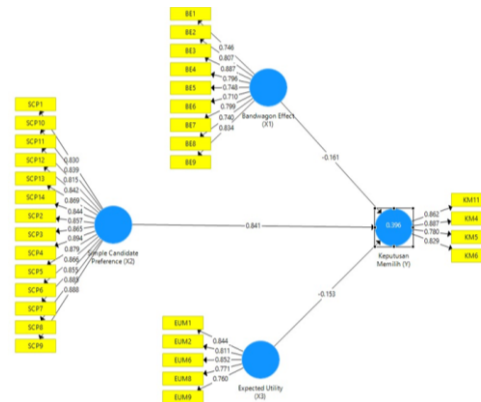 BE1
BE2
BE3
BE4
BE5
BE6
BE7
BE8
BE9
0.746
0.807
0.887
0.796
0.748
0.710
0.799
0.740
0.834
Bandwagon Effect
(X1)
-0.161
SCP1
SCP10
SCP11
SCP12
SCP13
SCP14
SCP2
SCP3
SCP4
SCP5
SCP6
SCP7
SCP8
SCP9
0.830
0.839
0.815
0.842
0.869
0.844
0.857
0.865
0.894
0.879
0.866
0.855
0.888
Candidate
Preference (X2)
0.841
0.396
Keputusan
Memilih (Y)
0.862
0.887
0.780
0.829
KM11
KM4
KM5
KM6
-0.153
EUM1
EUM2
EUM6
EUM8
EUM9
0.844
0.811
0.852
0.771
0.760
Expected Utility
(X3)